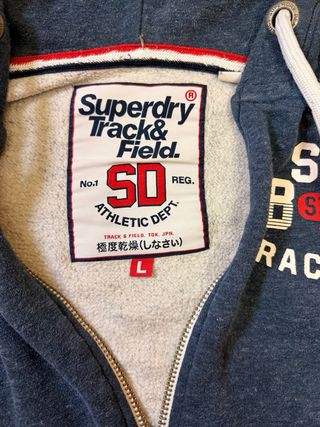 Superdry®
Track&
Field.
No.1 SD REG.
ATHLETIC DEPT.
TRACK & FIELD. TOK. JPN.
極度乾燥(しなさい)
L
S
B S
RAC